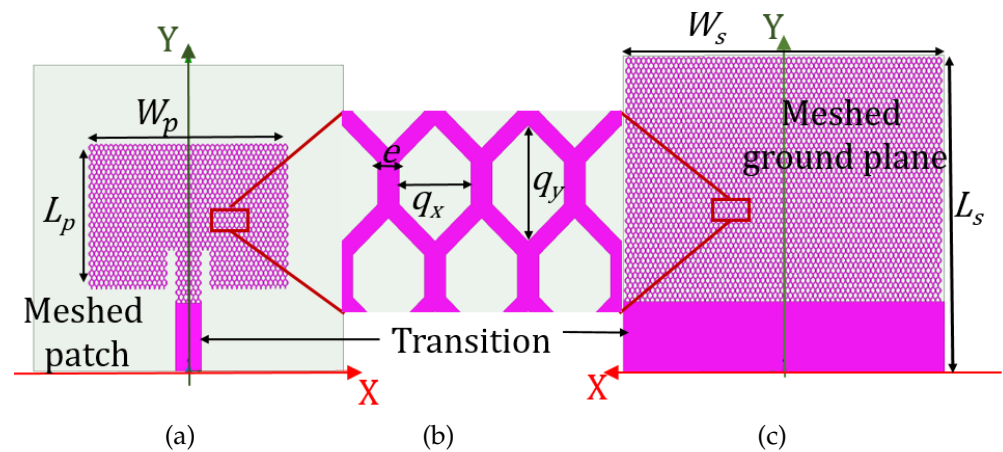 Y
W_p
L_p
Meshed
patch
X
e
q_x
q_y
Transition
W_s
Y
Meshed
ground plane
L_s
X
(a)
(b)
(c)